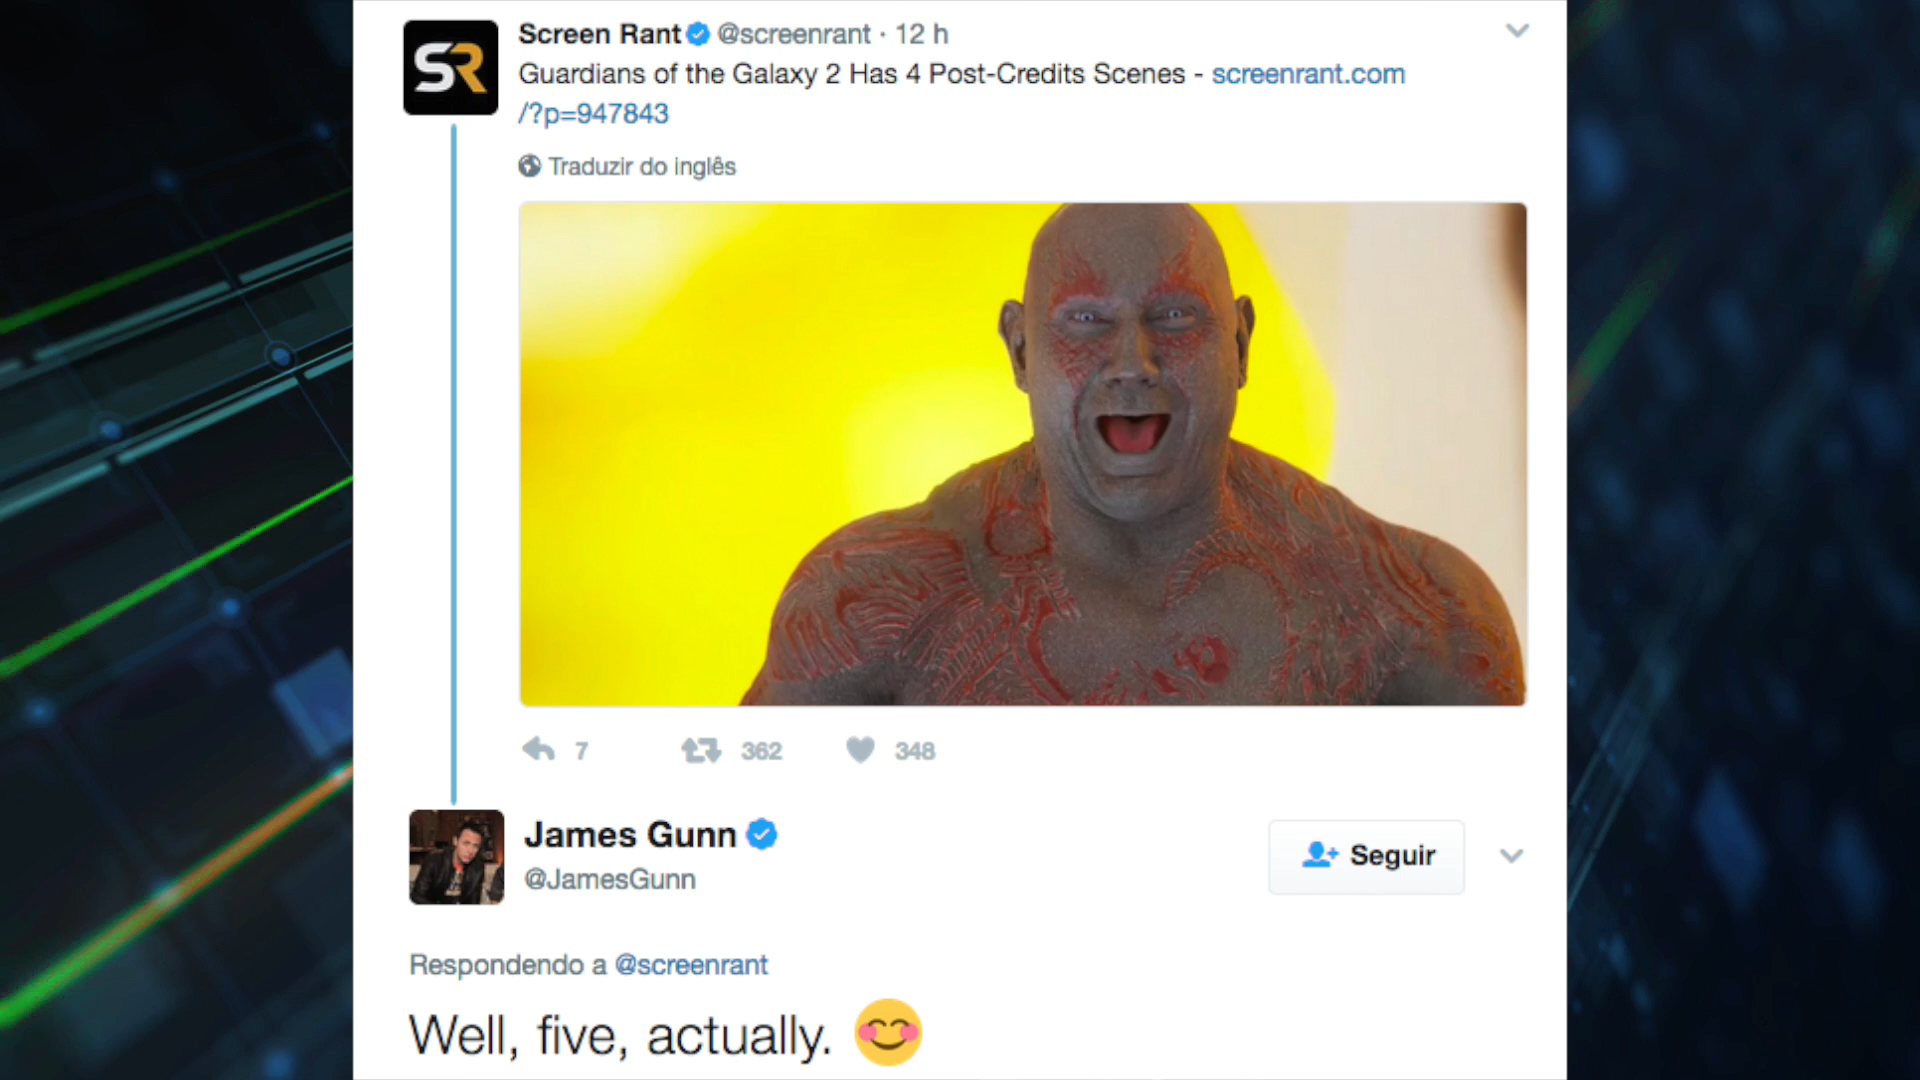 SR
Screen Rant @screenrant · 12 h
Guardians of the Galaxy 2 Has 4 Post-Credits Scenes - screenrant.com
/?p=947843
Traduzir do inglês
7 362 348
James Gunn
@JamesGunn
Seguir
Respondendo a @screenrant
Well, five, actually. 😊